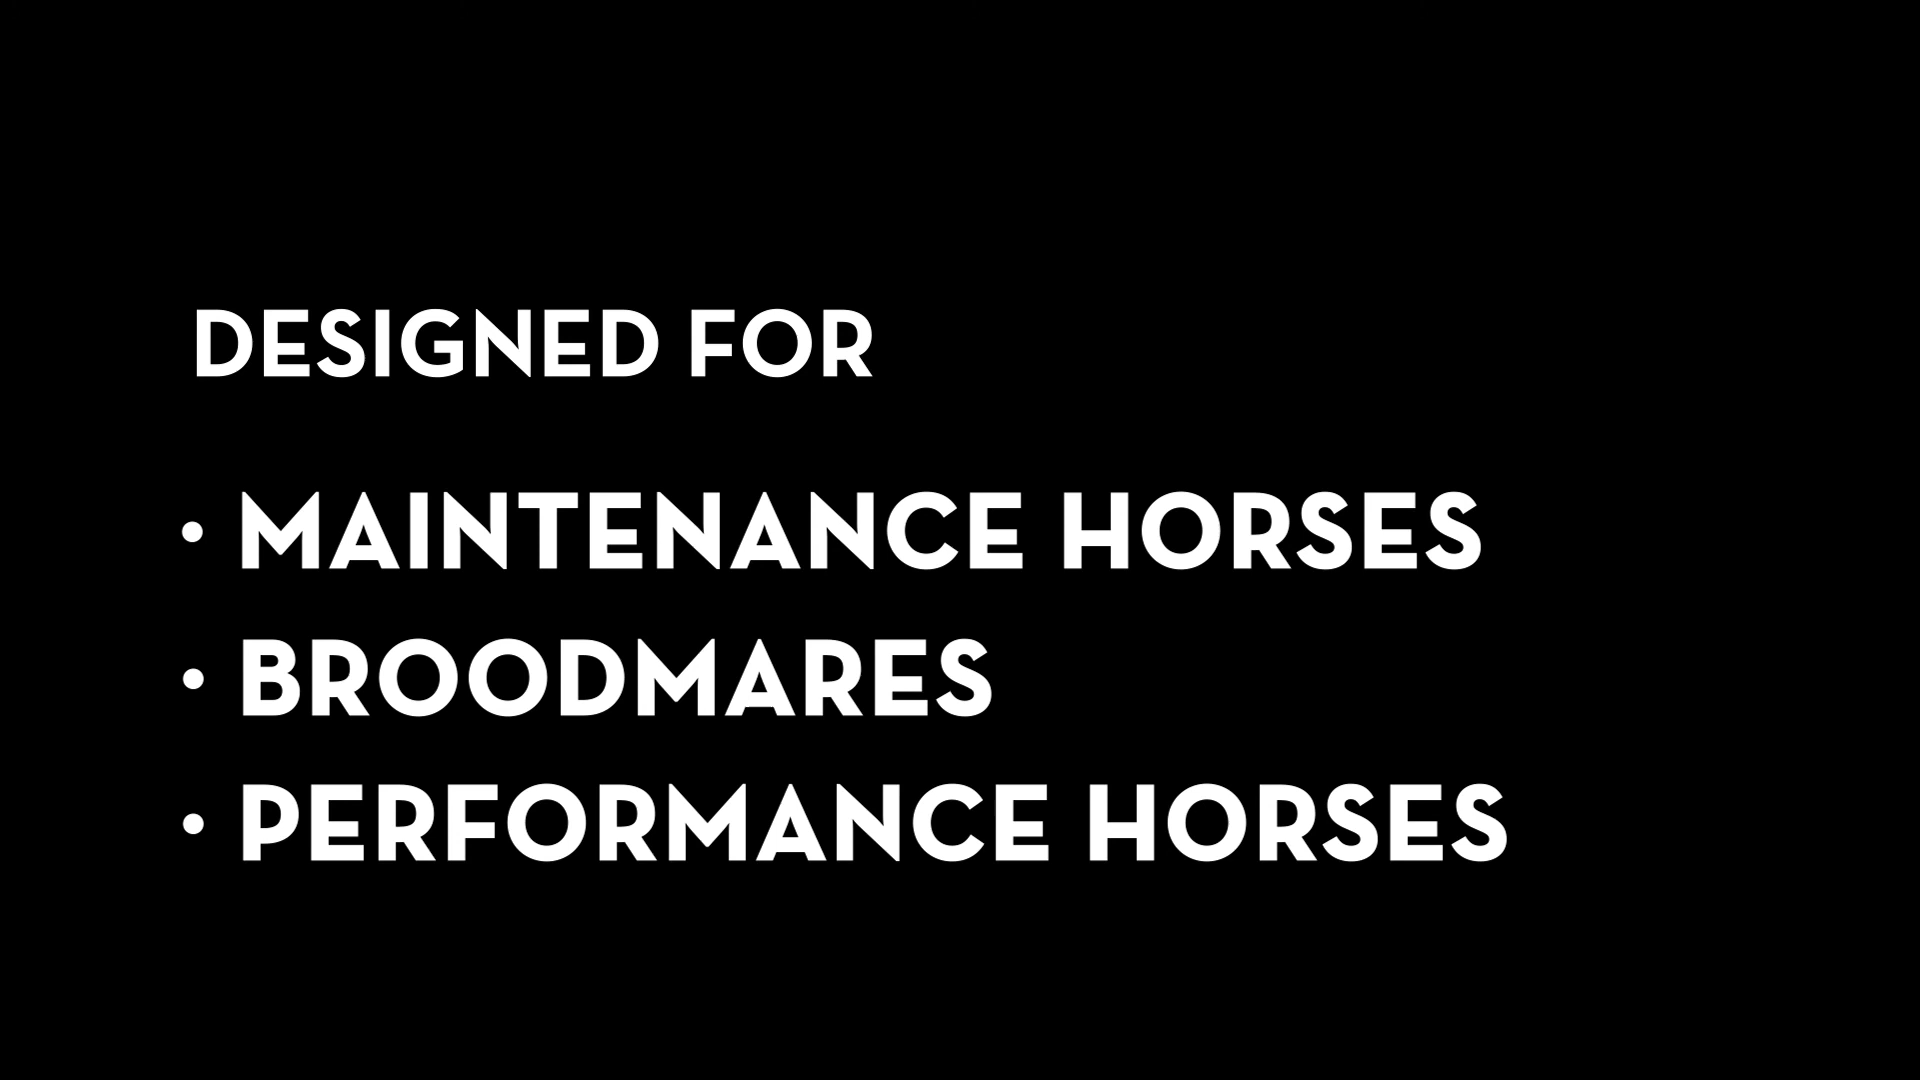 DESIGNED FOR
• MAINTENANCE HORSES
• BROODMARES
• PERFORMANCE HORSES